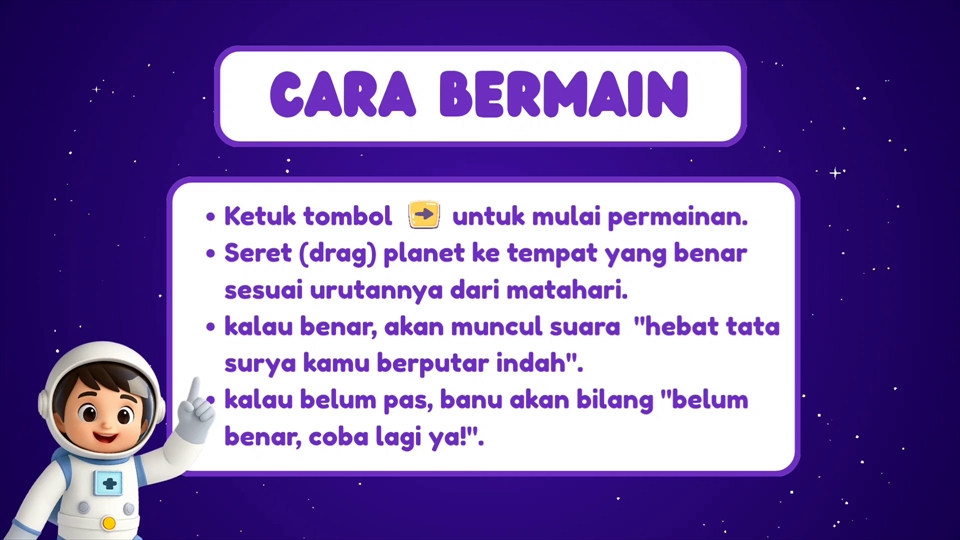 CARA BERMAIN
• Ketuk tombol untuk mulai permainan.
• Seret (drag) planet ke tempat yang benar
sesuai urutannya dari matahari.
• kalau benar, akan muncul suara "hebat tata
surya kamu berputar indah".
• kalau belum pas, banu akan bilang "belum
benar, coba lagi ya!".